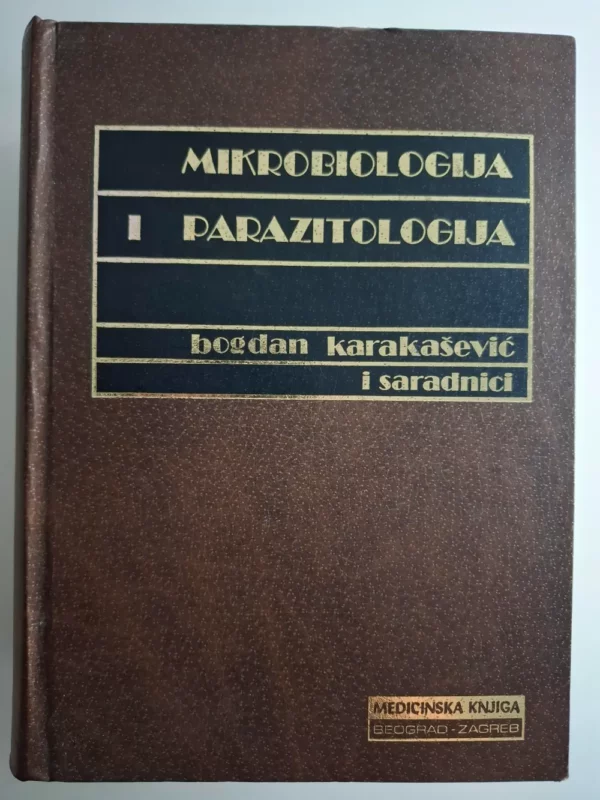 MIKROBIOLOGIJA
I PARAZITOLOGIJA
bogdan karakašević
i saradnici
MEDICINSKA KNJIGA
BEOGRAD - ZAGREB